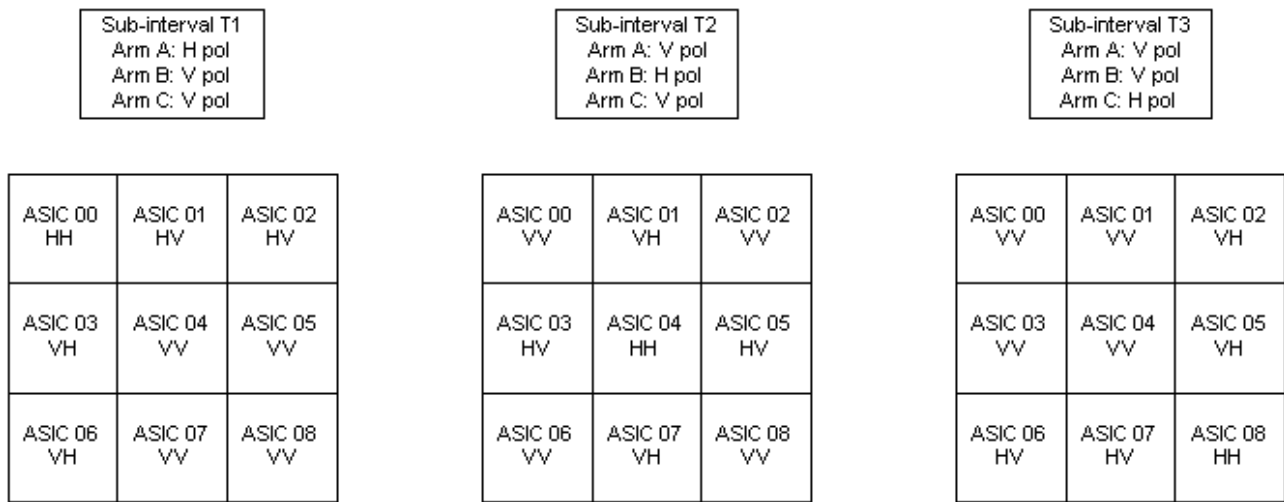 Sub-interval T1
Arm A: H pol
Arm B: V pol
Arm C: V pol
Sub-interval T2
Arm A: V pol
Arm B: H pol
Arm C: V pol
Sub-interval T3
Arm A: V pol
Arm B: V pol
Arm C: H pol
ASIC 00
HH
ASIC 01
HV
ASIC 02
HV
ASIC 03
VH
ASIC 04
VV
ASIC 05
VV
ASIC 06
VH
ASIC 07
VV
ASIC 08
VV
ASIC 00
VV
ASIC 01
VH
ASIC 02
VV
ASIC 03
HV
ASIC 04
HH
ASIC 05
HV
ASIC 06
VV
ASIC 07
VH
ASIC 08
VV
ASIC 00
VV
ASIC 01
VV
ASIC 02
VH
ASIC 03
VV
ASIC 04
VV
ASIC 05
VH
ASIC 06
HV
ASIC 07
HV
ASIC 08
HH